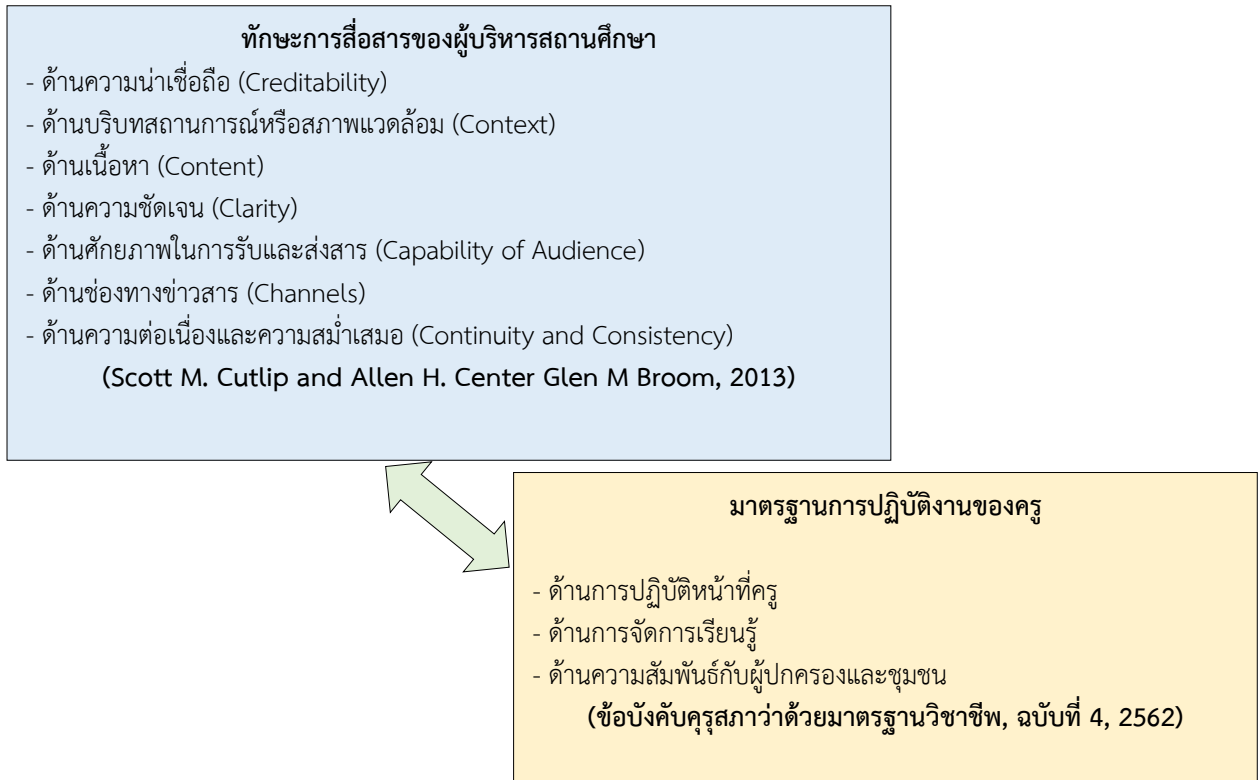 ทักษะการสื่อสารของผู้บริหารสถานศึกษา
- ด้านความน่าเชื่อถือ (Creditability)
- ด้านบริบทสถานการณ์หรือสภาพแวดล้อม (Context)
- ด้านเนื้อหา (Content)
- ด้านความชัดเจน (Clarity)
- ด้านศักยภาพในการรับและส่งสาร (Capability of Audience)
- ด้านช่องทางข่าวสาร (Channels)
- ด้านความต่อเนื่องและความสม่ำเสมอ (Continuity and Consistency)
(Scott M. Cutlip and Allen H. Center Glen M Broom, 2013)
มาตรฐานการปฏิบัติงานของครู
- ด้านการปฏิบัติหน้าที่ครู
- ด้านการจัดการเรียนรู้
- ด้านความสัมพันธ์กับผู้ปกครองและชุมชน
(ข้อบังคับคุรุสภาว่าด้วยมาตรฐานวิชาชีพ, ฉบับที่ 4, 2562)